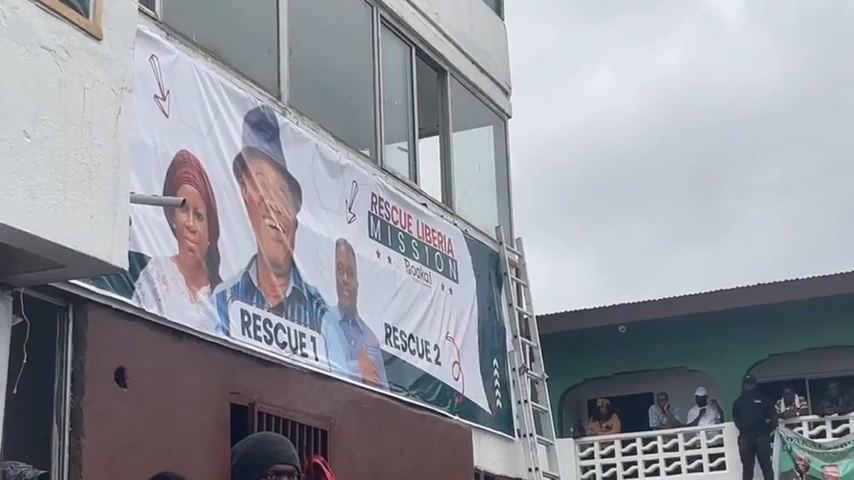 RESCUE LIBERIA
MISSION
Boakai
RESCUE 1
RESCUE 2